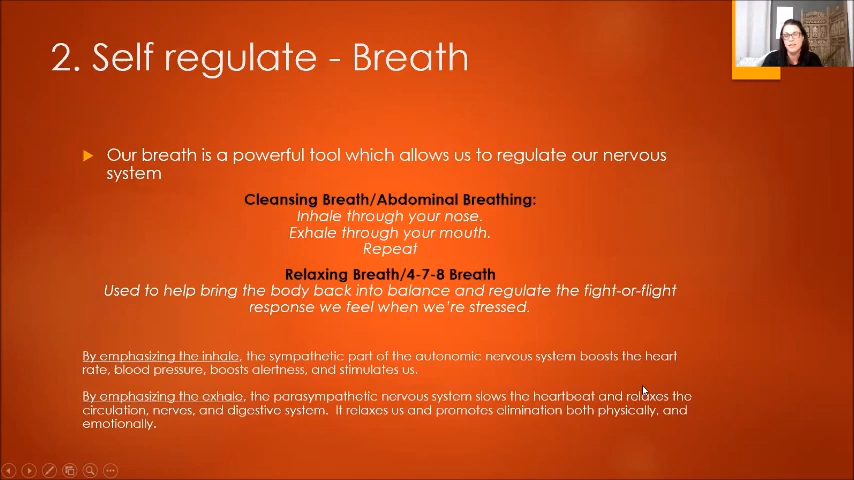 2. Self regulate - Breath
Our breath is a powerful tool which allows us to regulate our nervous
system
Cleansing Breath/Abdominal Breathing:
Inhale through your nose.
Exhale through your mouth.
Repeat
Relaxing Breath/4-7-8 Breath
Used to help bring the body back into balance and regulate the fight-or-flight
response we feel when we're stressed.
By emphasizing the inhale, the sympathetic part of the autonomic nervous system boosts the heart
rate, blood pressure, boosts alertness, and stimulates us.
By emphasizing the exhale, the parasympathetic nervous system slows the heartbeat and relaxes the
circulation, nerves, and digestive system. It relaxes us and promotes elimination both physically, and
emotionally.